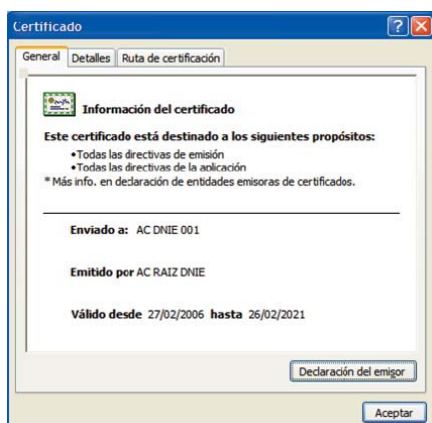 Certificado
General Detalles Ruta de certificación
Información del certificado
Este certificado está destinado a los siguientes propósitos:
•Todas las directivas de emisión
•Todas las directivas de la aplicación
* Más info. en declaración de entidades emisoras de certificados.
Enviado a: AC DNIE 001
Emitido por AC RAIZ DNIE
Válido desde 27/02/2006 hasta 26/02/2021
Declaración del emisor
Aceptar